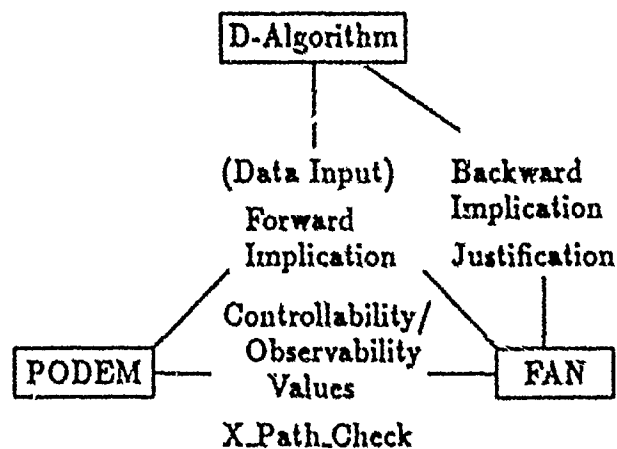 D-Algorithm
(Data Input)
Forward
Implication
Backward
Implication
Justification
Controllability/
Observability
Values
PODEM
FAN
X_Path_Check